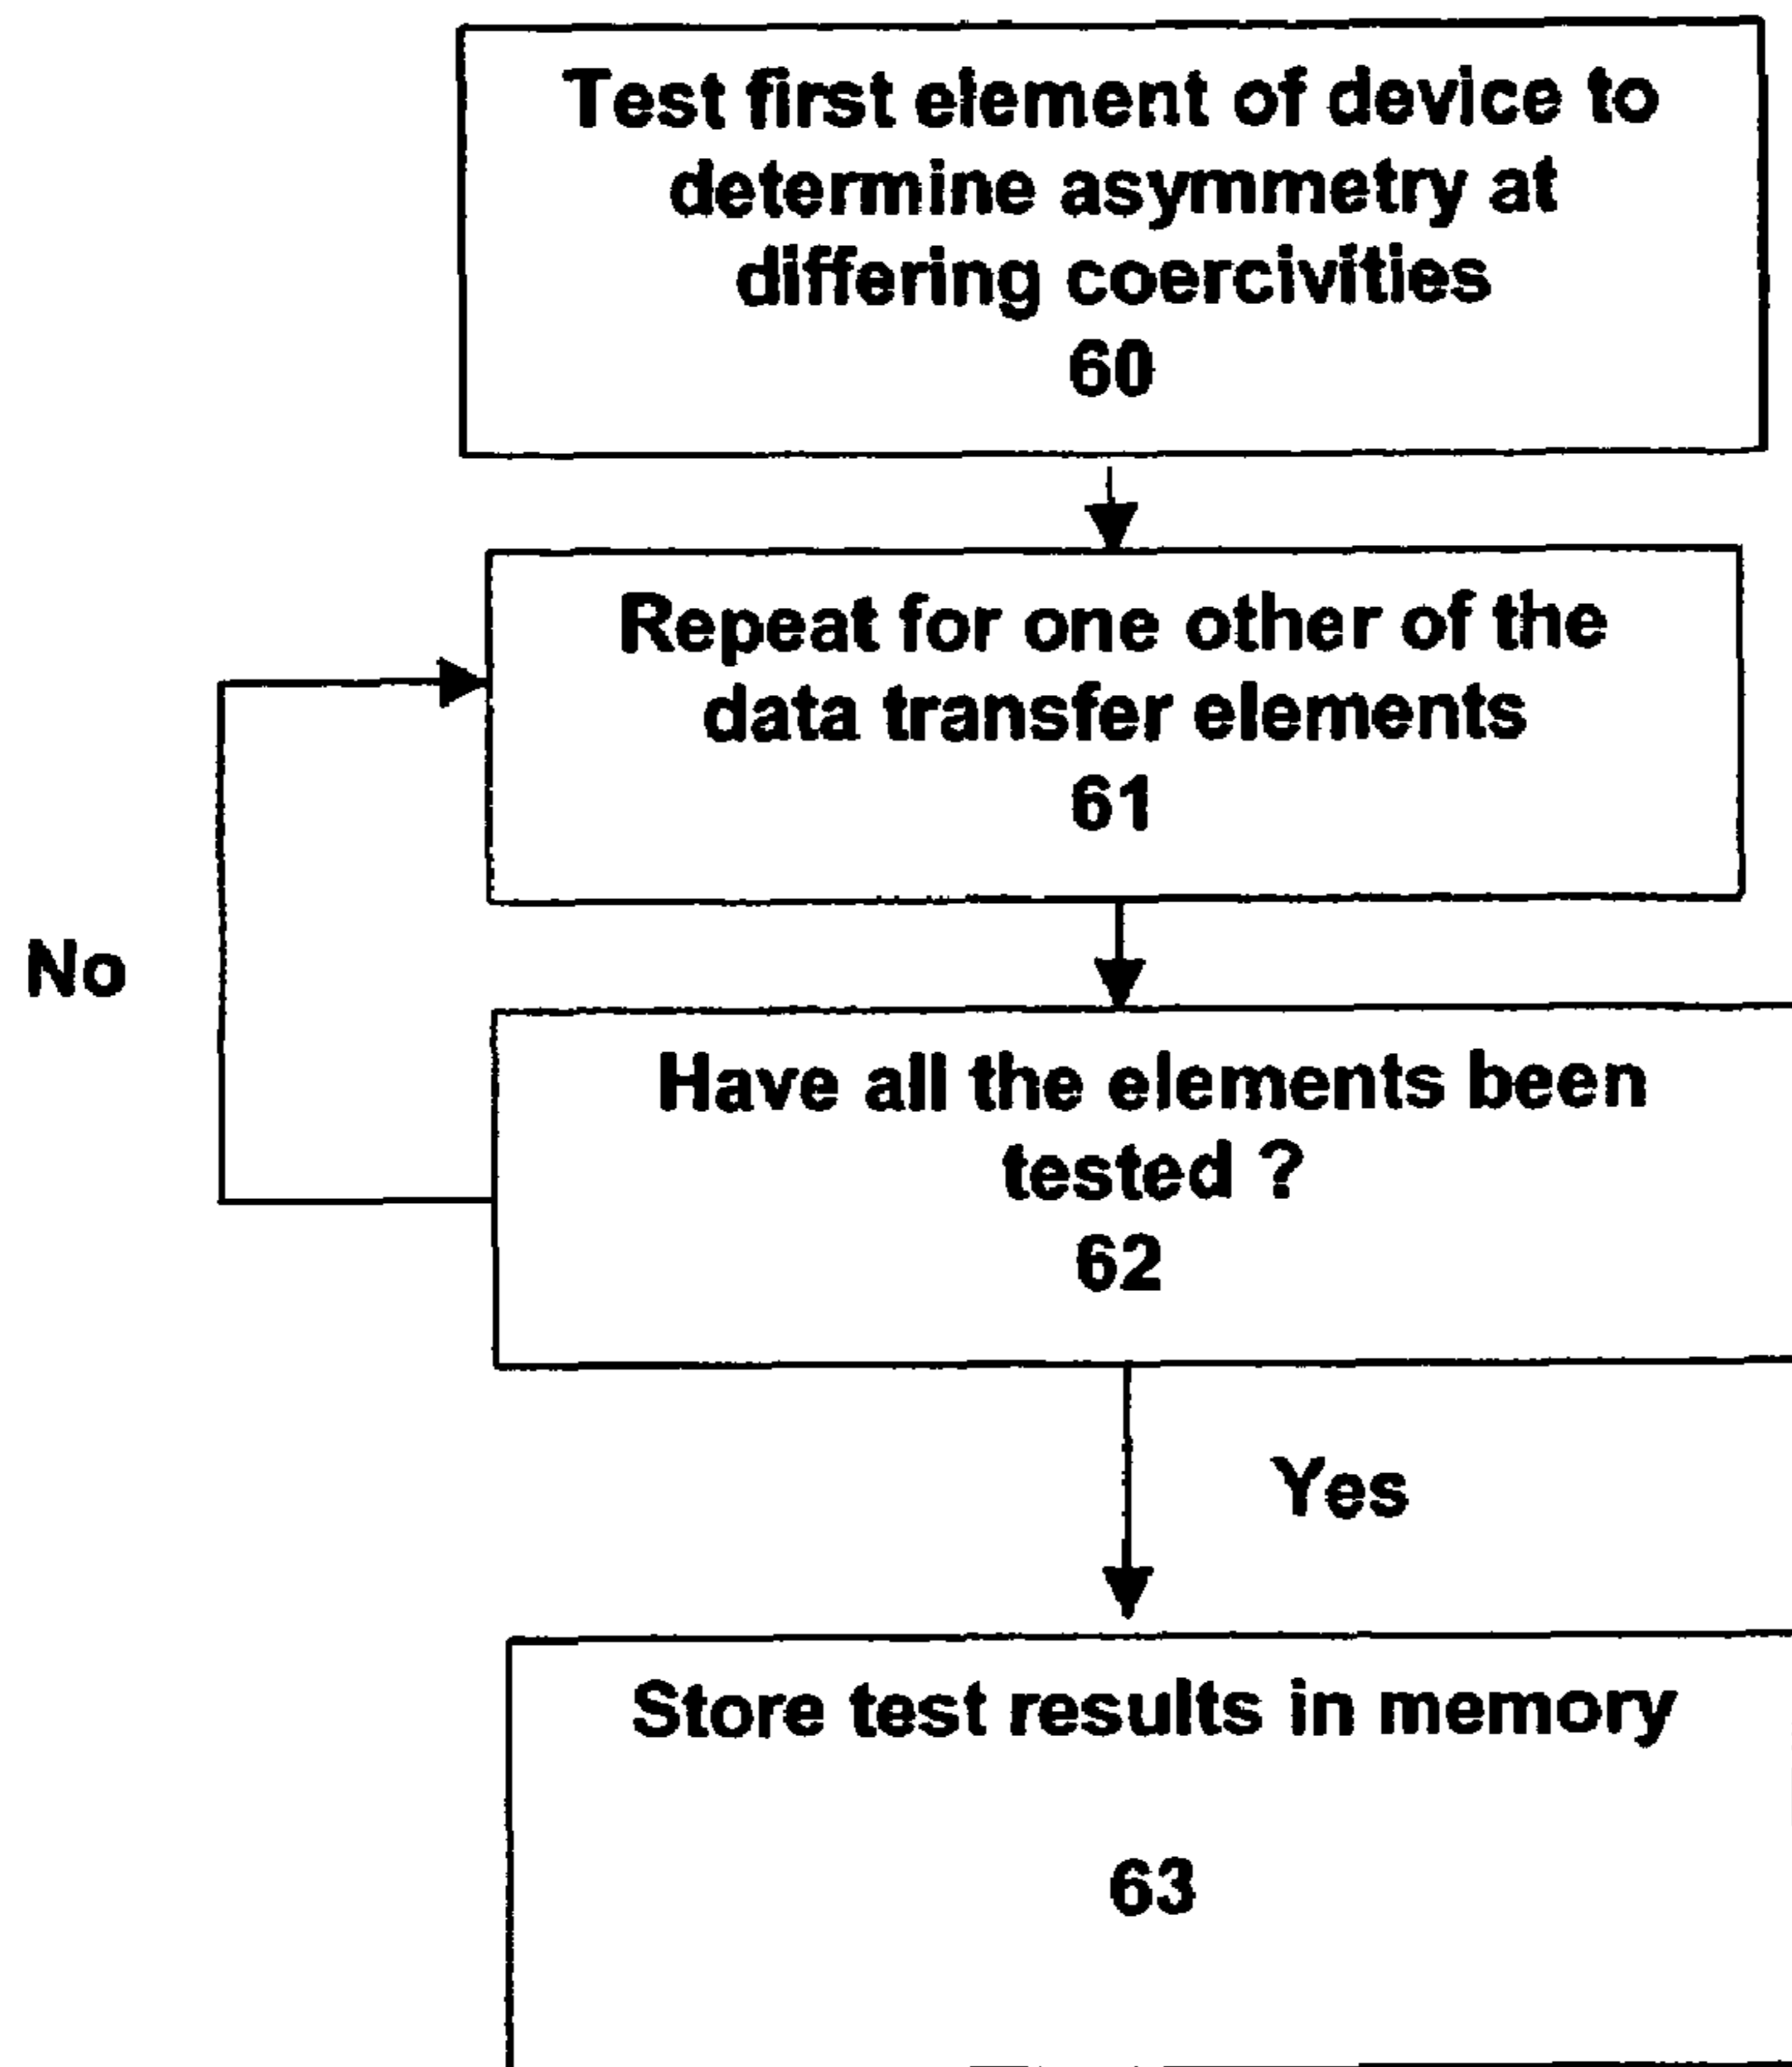 Test first element of device to
determine asymmetry at
differing coercivities
60
Repeat for one other of the
data transfer elements
61
No
Have all the elements been
tested ?
62
Yes
Store test results in memory
63